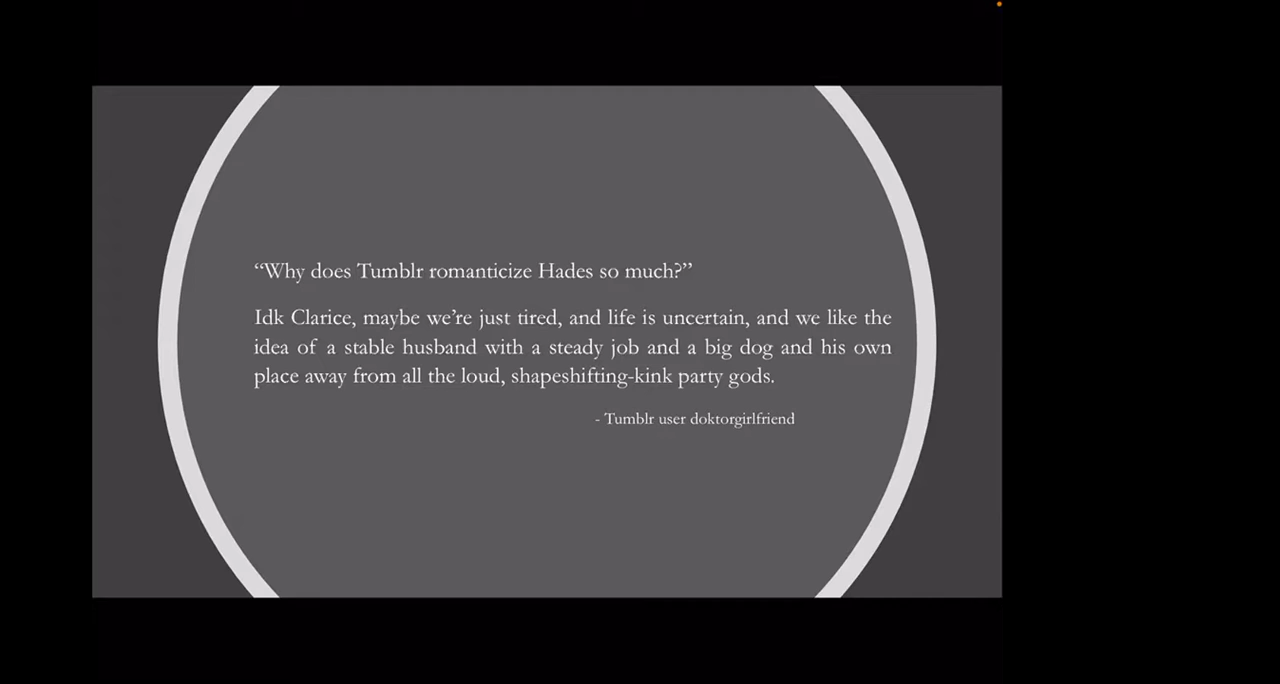 “Why does Tumblr romanticize Hades so much?”
Idk Clarice, maybe we’re just tired, and life is uncertain, and we like the
idea of a stable husband with a steady job and a big dog and his own
place away from all the loud, shapeshifting-kink party gods.
- Tumblr user doktorgirlfriend